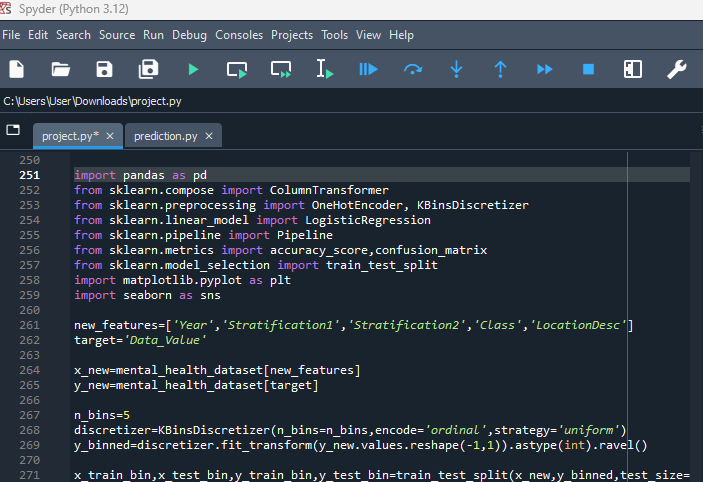 Spyder (Python 3.12)
File Edit Search Source Run Debug Consoles Projects Tools View Help
C:\Users\User\Downloads\project.py
project.py* × prediction.py ×
250
251 import pandas as pd
252 from sklearn.compose import ColumnTransformer
253 from sklearn.preprocessing import OneHotEncoder, KBinsDiscretizer
254 from sklearn.linear_model import LogisticRegression
255 from sklearn.pipeline import Pipeline
256 from sklearn.metrics import accuracy_score,confusion_matrix
257 from sklearn.model_selection import train_test_split
258 import matplotlib.pyplot as plt
259 import seaborn as sns
260
261 new_features=['Year','Stratification1','Stratification2','Class','LocationDesc']
262 target='Data_Value'
263
264 x_new=mental_health_dataset[new_features]
265 y_new=mental_health_dataset[target]
266
267 n_bins=5
268 discretizer=KBinsDiscretizer(n_bins=n_bins,encode='ordinal',strategy='uniform')
269 y_binned=discretizer.fit_transform(y_new.values.reshape(-1,1)).astype(int).ravel()
270
271 x_train_bin,x_test_bin,y_train_bin,y_test_bin=train_test_split(x_new,y_binned,test_size=